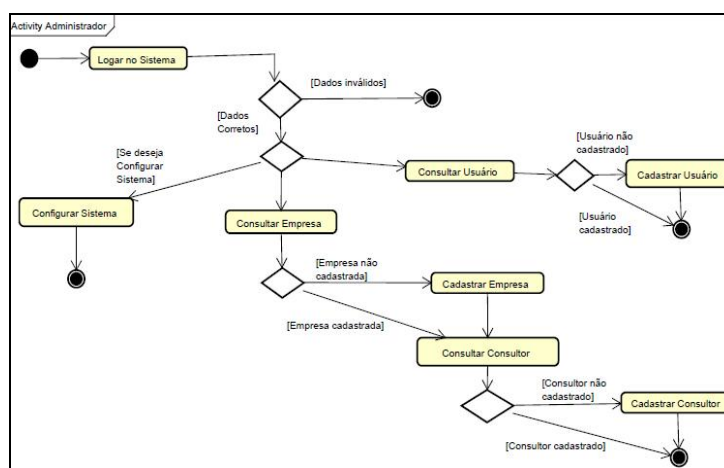 Activity Administrador
Logar no Sistema
[Dados inválidos]
[Dados
Corretos]
[Se deseja
Configurar
Sistema]
Consultar Usuário
[Usuário não
cadastrado]
Cadastrar Usuário
[Usuário
cadastrado]
Configurar Sistema
Consultar Empresa
[Empresa não
cadastrada]
Cadastrar Empresa
[Empresa cadastrada]
Consultar Consultor
[Consultor não
cadastrado]
Cadastrar Consultor
[Consultor cadastrado]